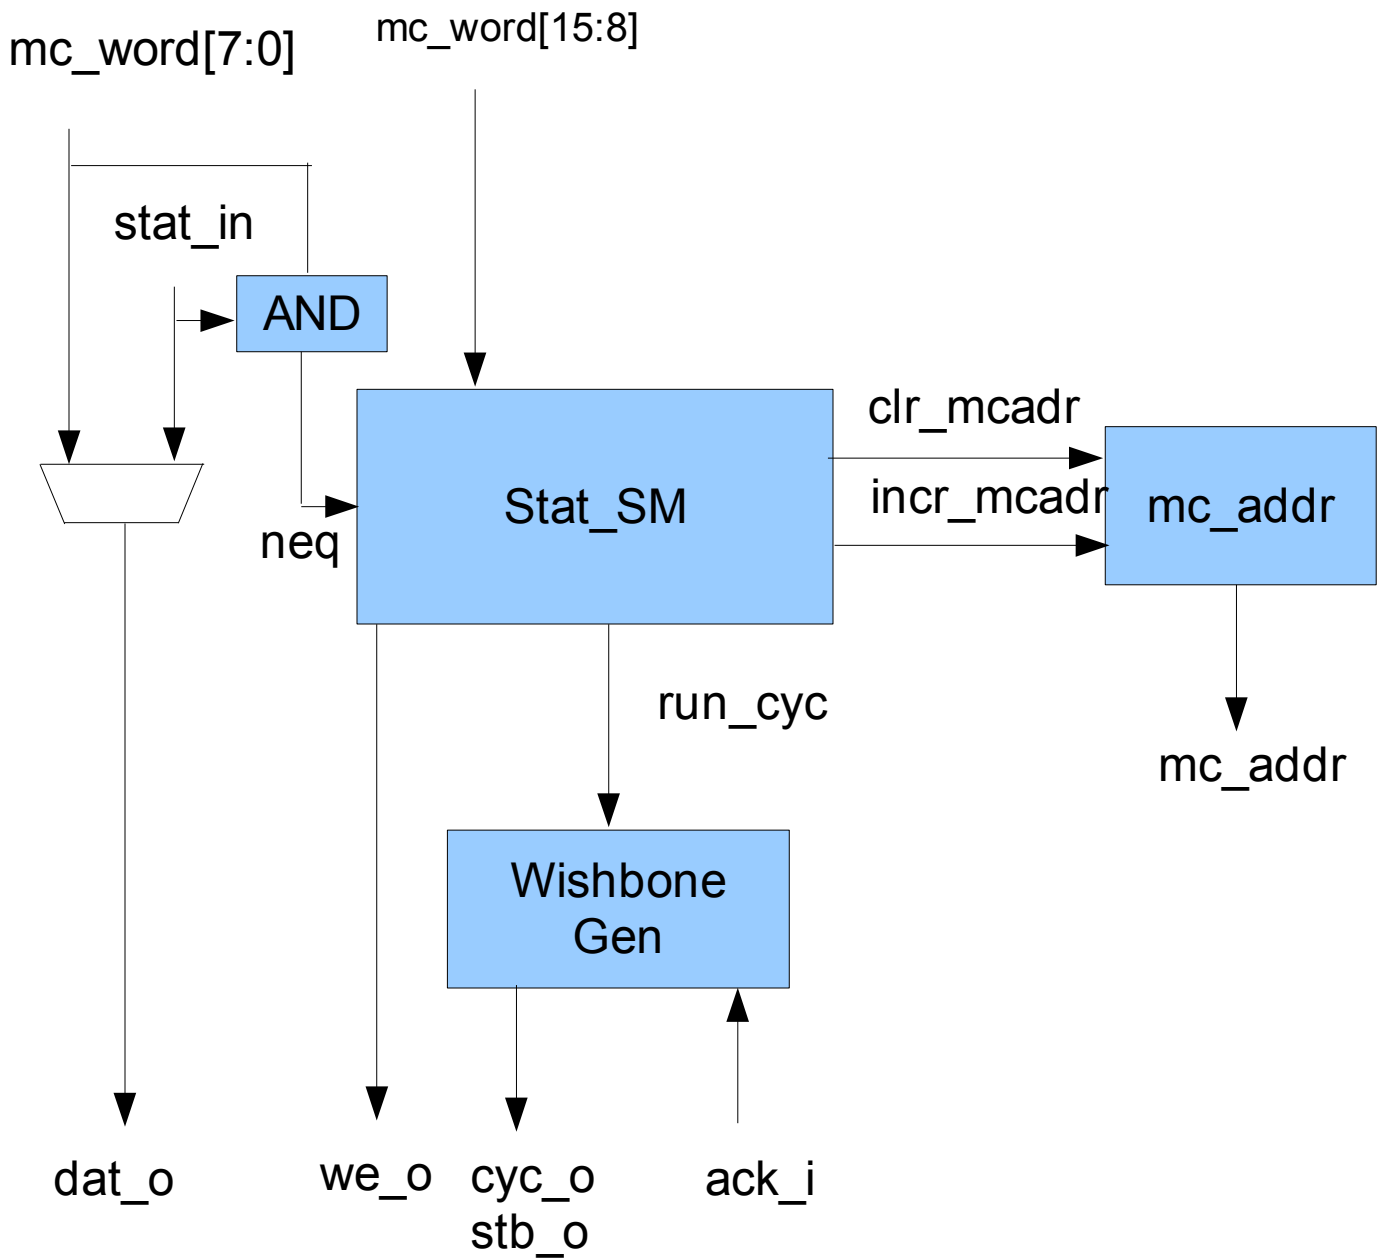 mc_word[7:0]
mc_word[15:8]
stat_in
AND
clr_mcadr
incr_mcadr
mc_addr
Stat_SM
neq
run_cyc
mc_addr
Wishbone
Gen
dat_o
we_o
cyc_o
stb_o
ack_i